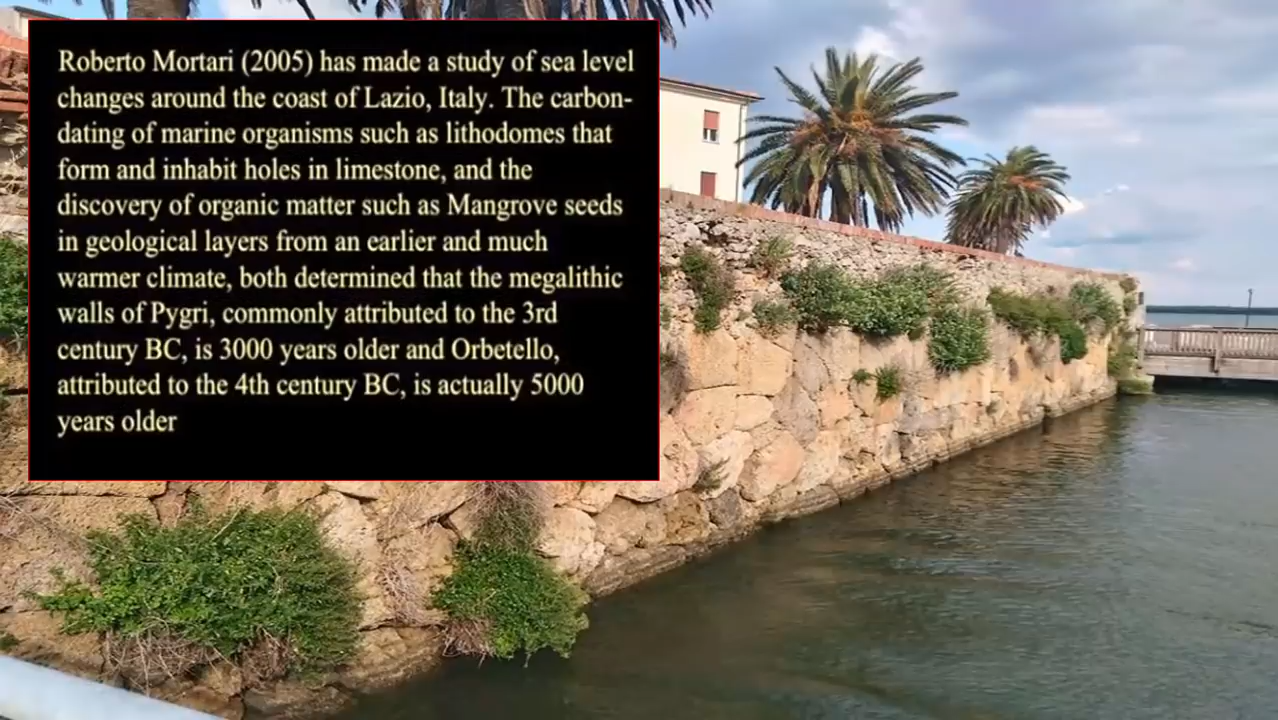 Roberto Mortari (2005) has made a study of sea level
changes around the coast of Lazio, Italy. The carbon-
dating of marine organisms such as lithodomes that
form and inhabit holes in limestone, and the
discovery of organic matter such as Mangrove seeds
in geological layers from an earlier and much
warmer climate, both determined that the megalithic
walls of Pygri, commonly attributed to the 3rd
century BC, is 3000 years older and Orbetello,
attributed to the 4th century BC, is actually 5000
years older